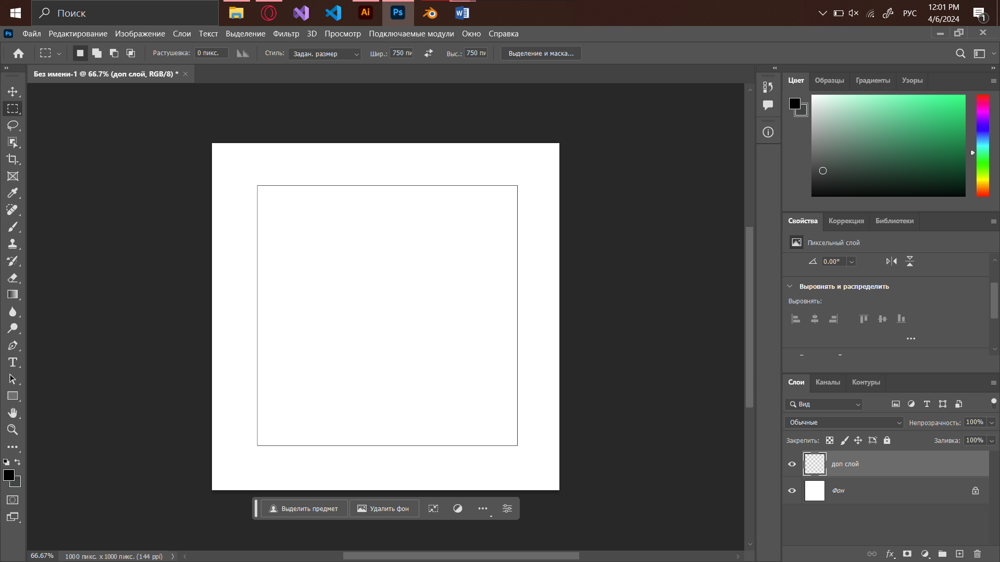 Поиск
Ai
Ps
W
РУС
12:01 PM
4/6/2024
1
Ps Файл Редактирование Изображение Слои Текст Выделение Фильтр 3D Просмотр Подключаемые модули Окно Справка
Растушевка: 0 пикс. Стиль: Задан. размер Шир.: 750 пи Выс.: 750 пи Выделение и маска...
Без имени-1 @ 66.7% (доп слой, RGB/8) *
Цвет Образцы Градиенты Узоры
Свойства Коррекция Библиотеки
Пиксельный слой
0.00°
Выровнять и распределить
Выровнять:
Слои Каналы Контуры
Вид
Обычные Непрозрачность: 100%
Закрепить: Заливка: 100%
доп слой
Фон
Выделить предмет Удалить фон
66.67% 1000 пикс. x 1000 пикс. (144 ppi)
fx